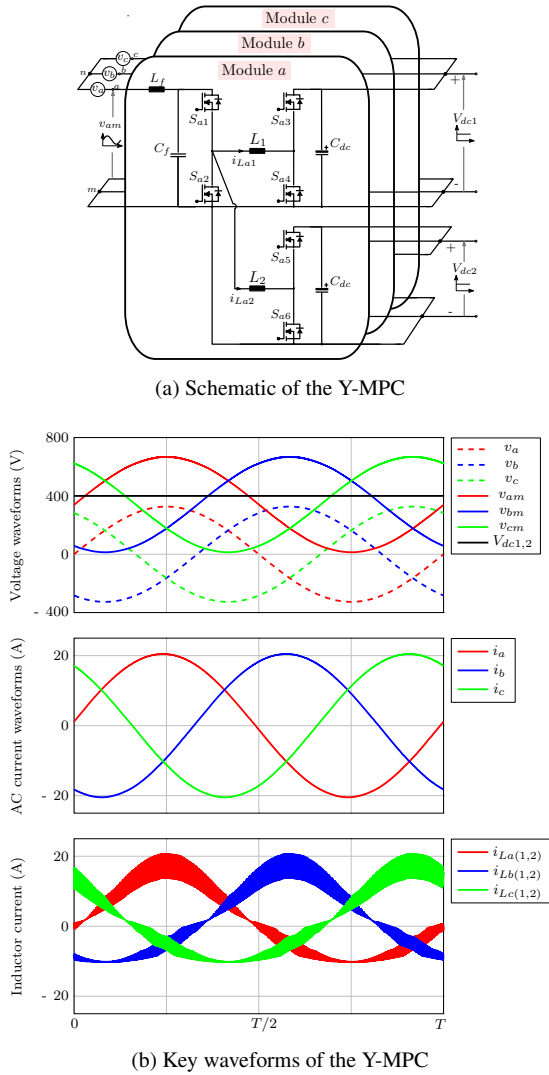 Module c
Module b
Module a
v_c c
n v_b b
v_a a
L_f
v_am
C_f
S_a1
S_a3
L_1
i_La1
C_dc
V_dc1
+
-
m
S_a2
S_a4
S_a5
L_2
i_La2
C_dc
V_dc2
+
-
S_a6
(a) Schematic of the Y-MPC
Voltage waveforms (V)
800
400
0
- 400
v_a
v_b
v_c
v_am
v_bm
v_cm
V_dc1,2
AC current waveforms (A)
20
0
- 20
i_a
i_b
i_c
Inductor current (A)
20
0
- 20
i_La(1,2)
i_Lb(1,2)
i_Lc(1,2)
0 T/2 T
(b) Key waveforms of the Y-MPC